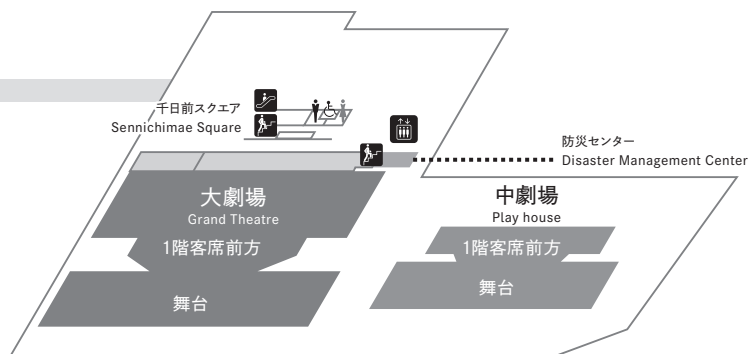 千日前スクエア
Sennichimae Square
防災センター
Disaster Management Center
大劇場
Grand Theatre
1階客席前方
舞台
中劇場
Play house
1階客席前方
舞台